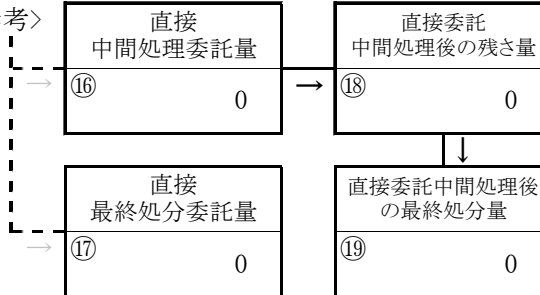 考〉
直接
中間処理委託量
→
⑯
0
→
直接委託
中間処理後の残さ量
⑱
0
↓
直接
最終処分委託量
→
⑰
0
直接委託中間処理後
の最終処分量
⑲
0